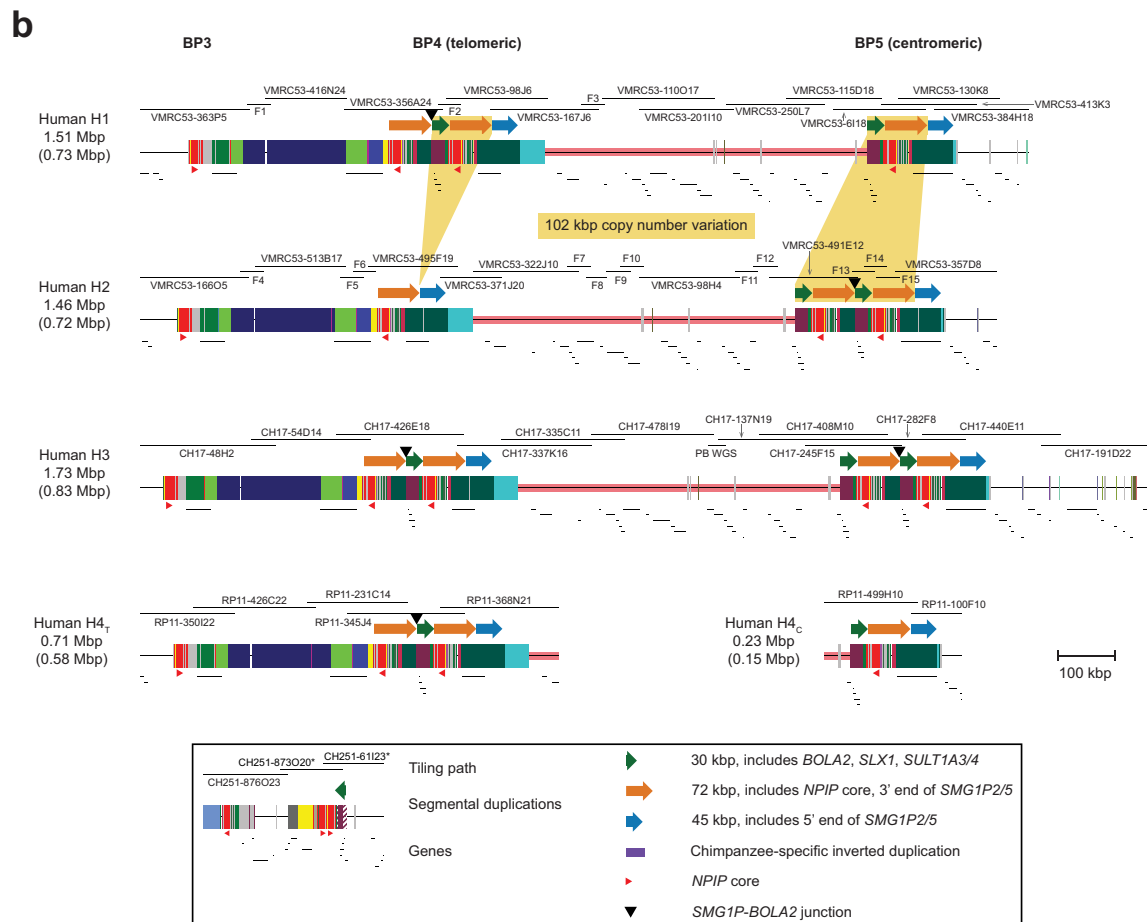 b
BP3 BP4 (telomeric) BP5 (centromeric)
Human H1
1.51 Mbp
(0.73 Mbp)
VMRC53-416N24 VMRC53-98J6 F3 VMRC53-110O17 VMRC53-115D18 VMRC53-130K8
VMRC53-363P5 F1 VMRC53-356A24 F2 VMRC53-167J6 VMRC53-201I10 VMRC53-250L7 VMRC53-6I18 VMRC53-384H18 VMRC53-413K3
102 kbp copy number variation
Human H2
1.46 Mbp
(0.72 Mbp)
VMRC53-491E12
VMRC53-513B17 F6 VMRC53-495F19 VMRC53-322J10 F7 F10 F12 F14 VMRC53-357D8
VMRC53-166O5 F4 F5 VMRC53-371J20 F8 F9 VMRC53-98H4 F11 F13 F15
Human H3
1.73 Mbp
(0.83 Mbp)
CH17-137N19 CH17-282F8
CH17-54D14 CH17-426E18 CH17-335C11 CH17-478I19 CH17-408M10 CH17-440E11
CH17-48H2 CH17-337K16 PB WGS CH17-245F15 CH17-191D22
Human H4T
0.71 Mbp
(0.58 Mbp)
RP11-426C22 RP11-231C14 RP11-368N21
RP11-350I22 RP11-345J4
Human H4C
0.23 Mbp
(0.15 Mbp)
RP11-499H10
RP11-100F10
100 kbp
CH251-61I23*
CH251-873O20*
CH251-876O23
Tiling path
Segmental duplications
Genes
30 kbp, includes BOLA2, SLX1, SULT1A3/4
72 kbp, includes NPIP core, 3' end of SMG1P2/5
45 kbp, includes 5' end of SMG1P2/5
Chimpanzee-specific inverted duplication
NPIP core
SMG1P-BOLA2 junction